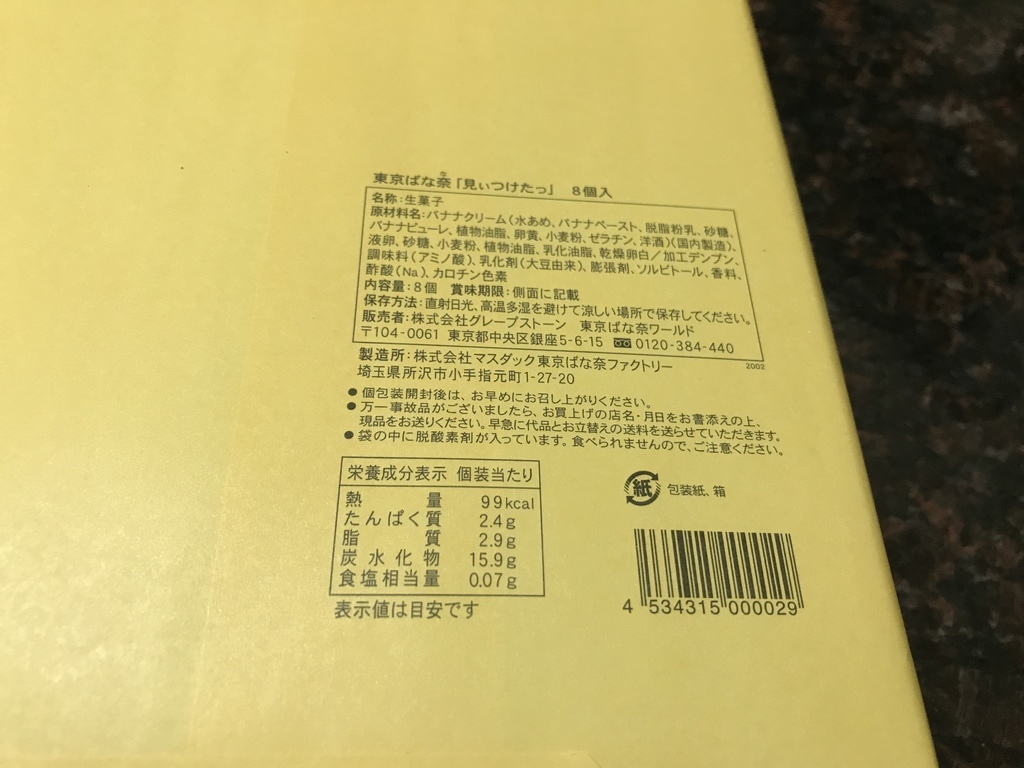 東京ばな奈「見ぃつけたっ」 8個入
名称:生菓子
原材料名:バナナクリーム(水あめ、バナナペースト、脱脂粉乳、砂糖、
バナナピューレ、植物油脂、卵黄、小麦粉、ゼラチン、洋酒)(国内製造)、
液卵、砂糖、小麦粉、植物油脂、乳化油脂、乾燥卵白/加工デンプン、
調味料(アミノ酸)、乳化剤(大豆由来)、膨張剤、ソルビトール、香料、
酢酸(Na)、カロチン色素
内容量:8個 賞味期限:側面に記載
保存方法:直射日光、高温多湿を避けて涼しい場所で保存してください。
販売者:株式会社グレープストーン 東京ばな奈ワールド
〒104-0061 東京都中央区銀座5-6-15 0120-384-440
2002
製造所:株式会社マスダック東京ばな奈ファクトリー
埼玉県所沢市小手指元町1-27-20
●個包装開封後は、お早めにお召し上がりください。
●万一事故品がございましたら、お買上げの店名・月日をお書添えの上、
現品をお送りください。早急に代品とお立替えの送料を送らせていただきます。
●袋の中に脱酸素剤が入っています。食べられませんので、ご注意ください。
栄養成分表示 個装当たり
熱量 99kcal
たんぱく質 2.4g
脂質 2.9g
炭水化物 15.9g
食塩相当量 0.07g
表示値は目安です
紙 包装紙、箱
4 534315 000029